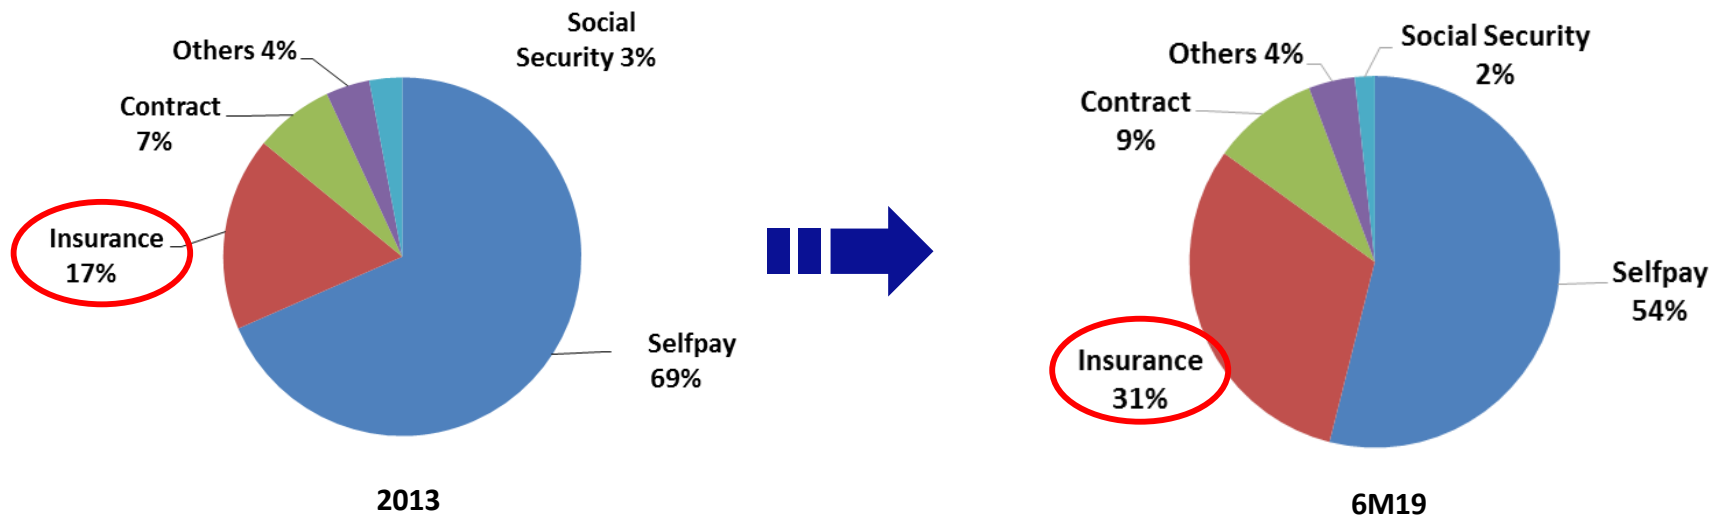 Social
Security 3%
Others 4%
Contract
7%
Insurance
17%
Selfpay
69%
2013
Social Security
2%
Others 4%
Contract
9%
Selfpay
54%
Insurance
31%
6M19